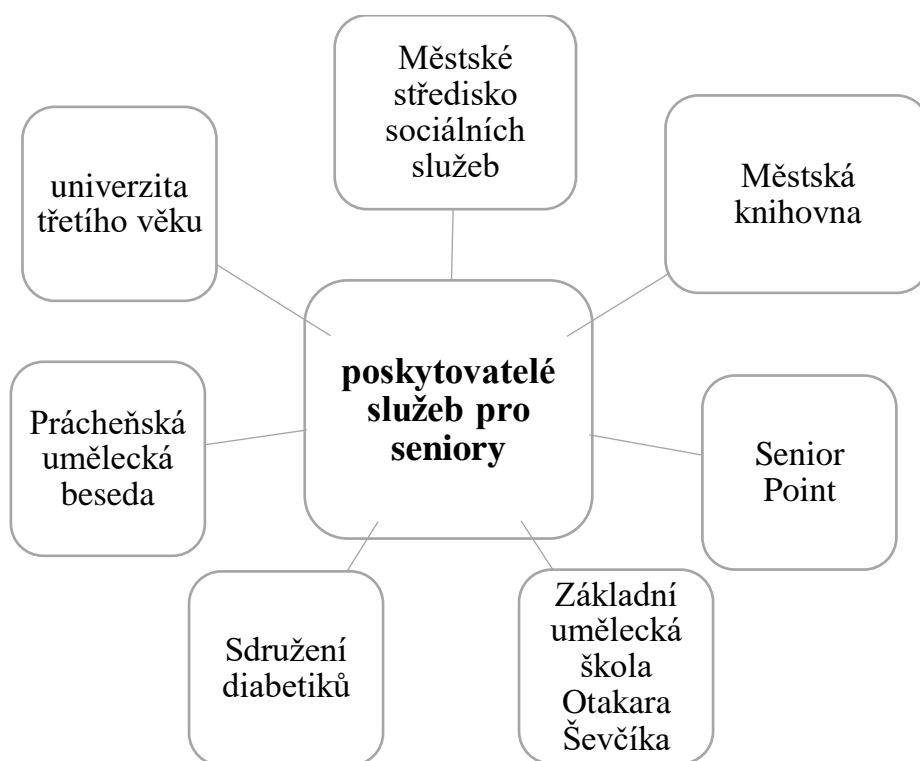 Městské
středisko
sociálních
služeb
univerzita
třetího věku
Městská
knihovna
poskytovatelé
služeb pro
seniory
Prácheňská
umělecká
beseda
Senior
Point
Sdružení
diabetiků
Základní
umělecká
škola
Otakara
Ševčíka